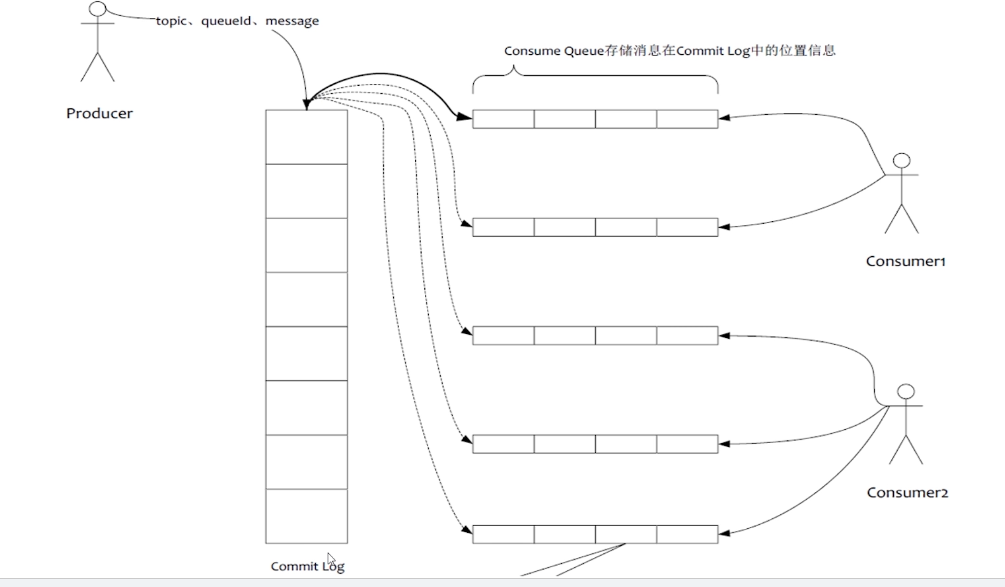 topic、queueId、message
Consume Queue存储消息在Commit Log中的位置信息
Producer
Consumer1
Consumer2
Commit Log